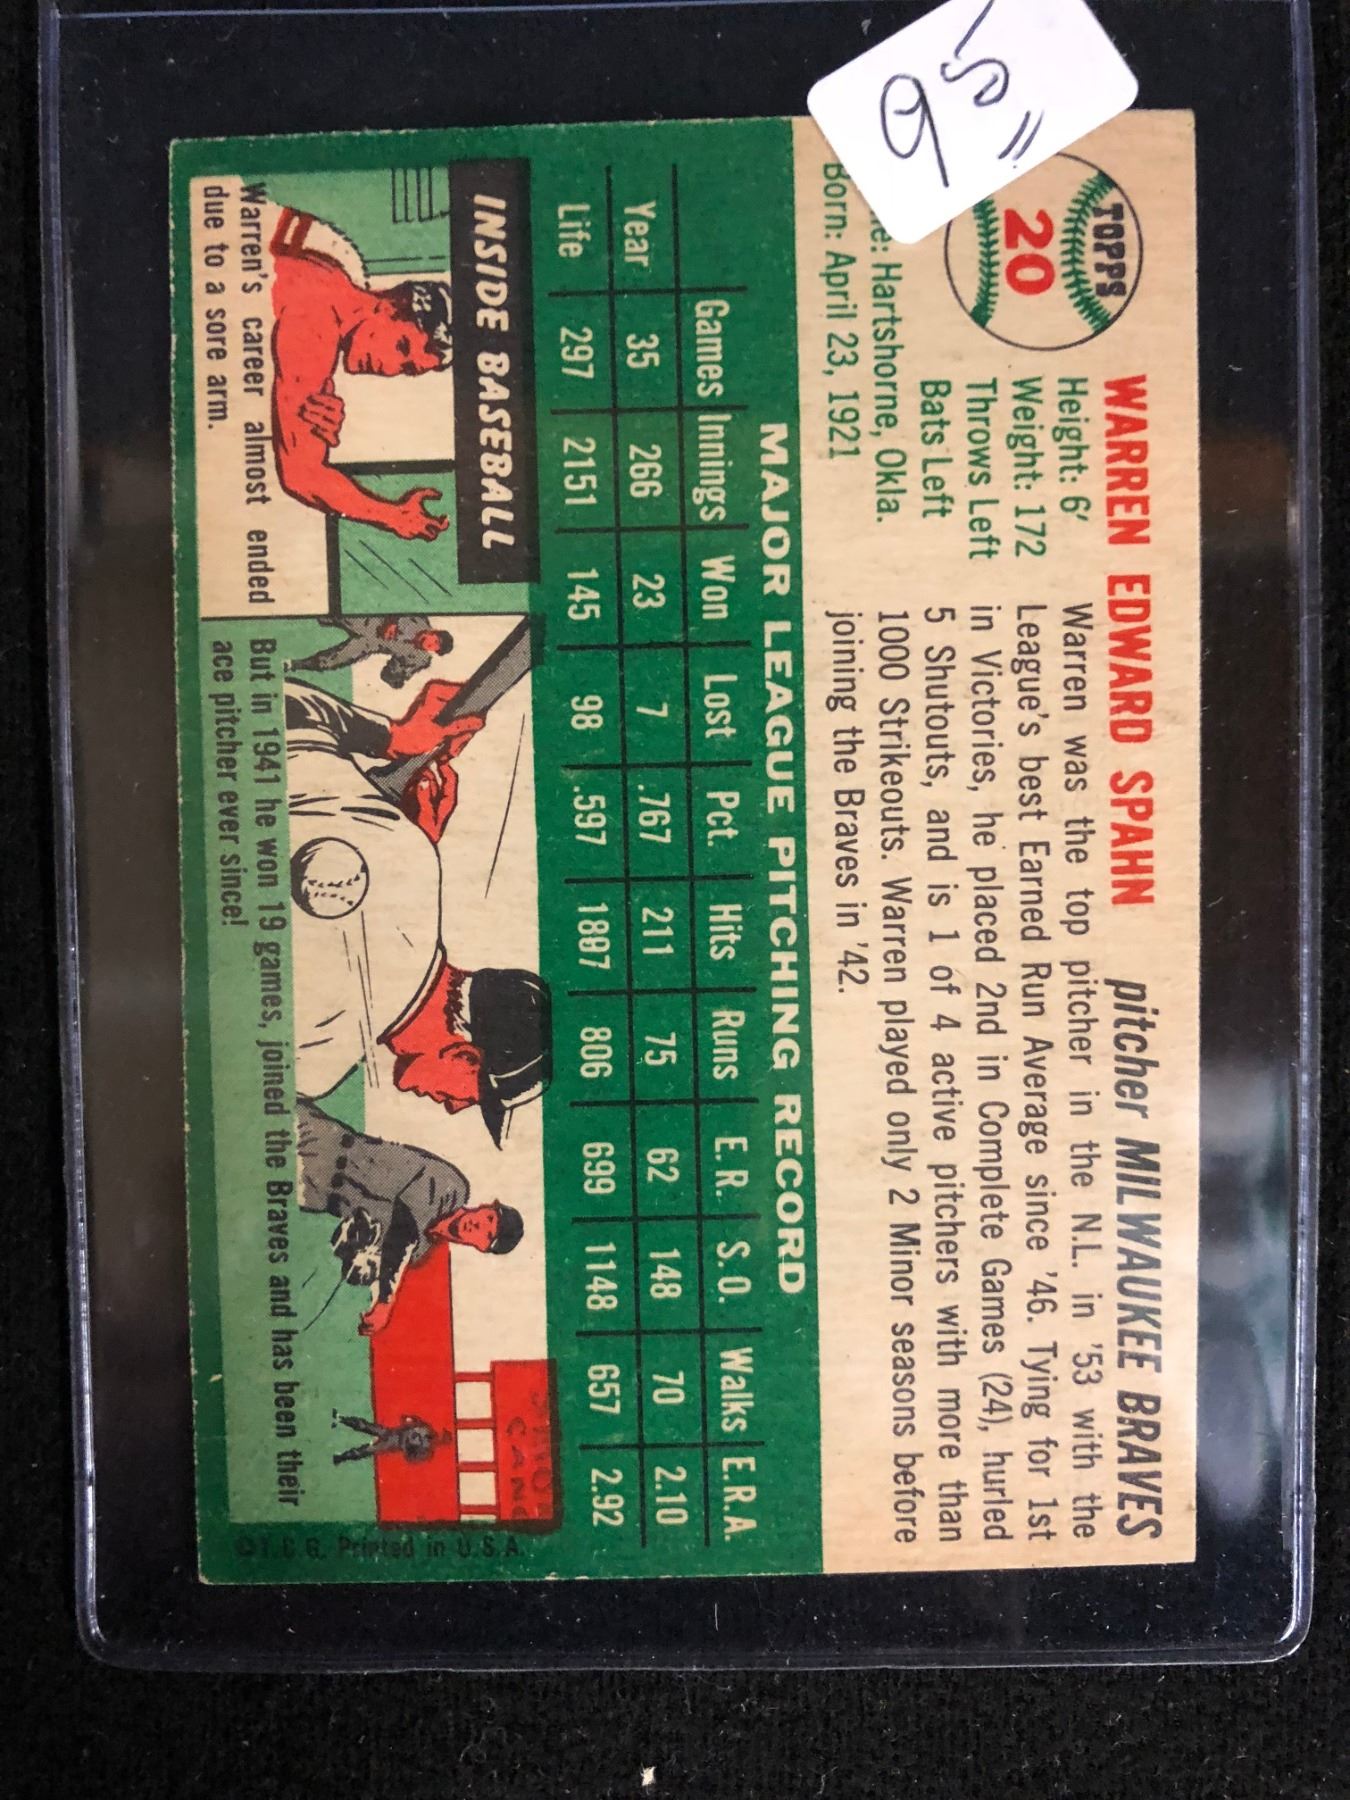 95"
TOPPS
20
WARREN EDWARD SPAHN pitcher MILWAUKEE BRAVES
Height: 6'
Weight: 172
Throws Left
Bats Left
e: Hartshorne, Okla.
Born: April 23, 1921
Warren was the top pitcher in the N.L. in '53 with the
League's best Earned Run Average since '46. Tying for 1st
in Victories, he placed 2nd in Complete Games (24), hurled
5 Shutouts, and is 1 of 4 active pitchers with more than
1000 Strikeouts. Warren played only 2 Minor seasons before
joining the Braves in '42.
MAJOR LEAGUE PITCHING RECORD
Games Innings Won Lost Pct. Hits Runs E.R. S.O. Walks E.R.A.
Year 35 266 23 7 .767 211 75 62 148 70 2.10
Life 297 2151 145 98 .597 1897 806 699 1148 657 2.92
INSIDE BASEBALL
Warren's career almost ended
due to a sore arm.
But in 1941 he won 19 games, joined the Braves and has been their
ace pitcher ever since!
©T.C.G. Printed in U.S.A.